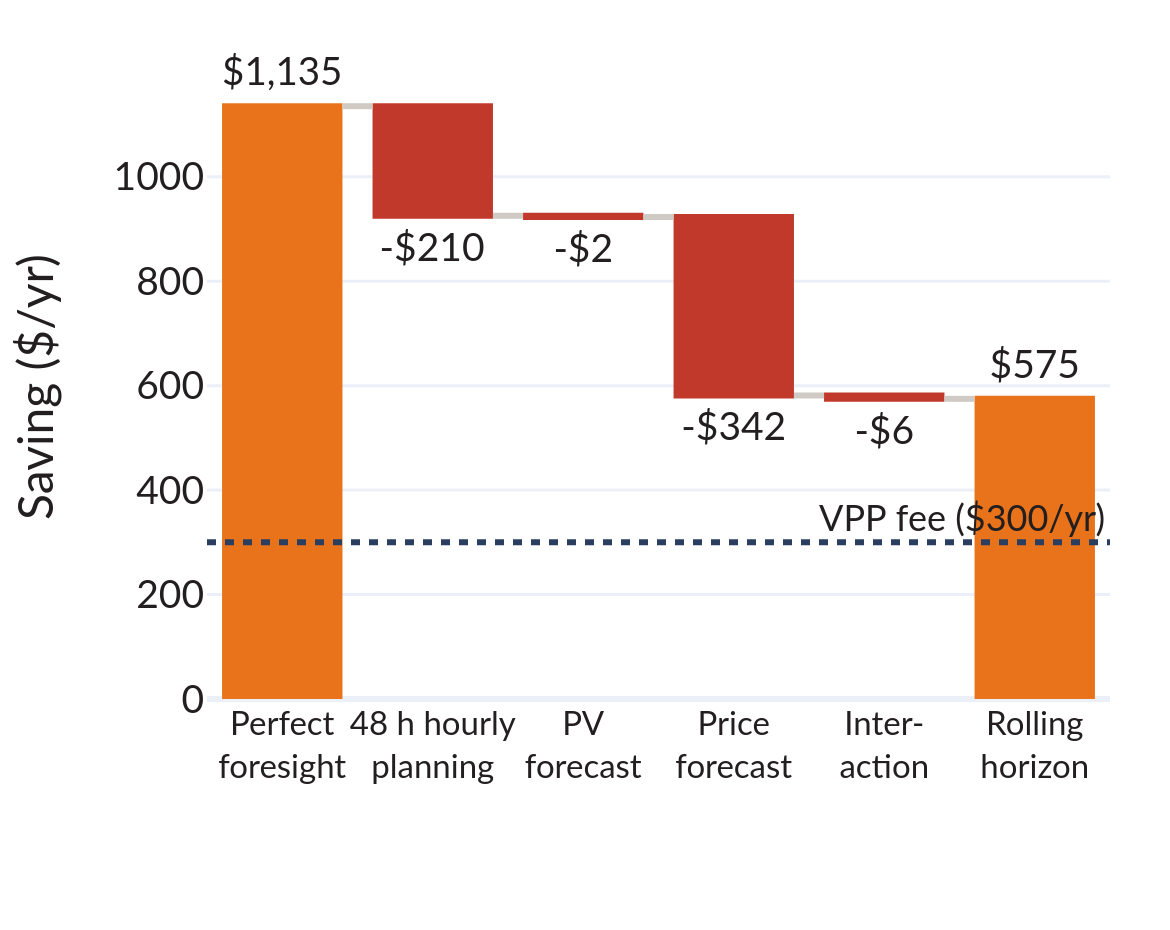 $1,135
1000
800
600
400
200
0
Saving ($/yr)
-$210
-$2
-$342
-$6
$575
VPP fee ($300/yr)
Perfect
foresight
48 h hourly
planning
PV
forecast
Price
forecast
Inter-
action
Rolling
horizon